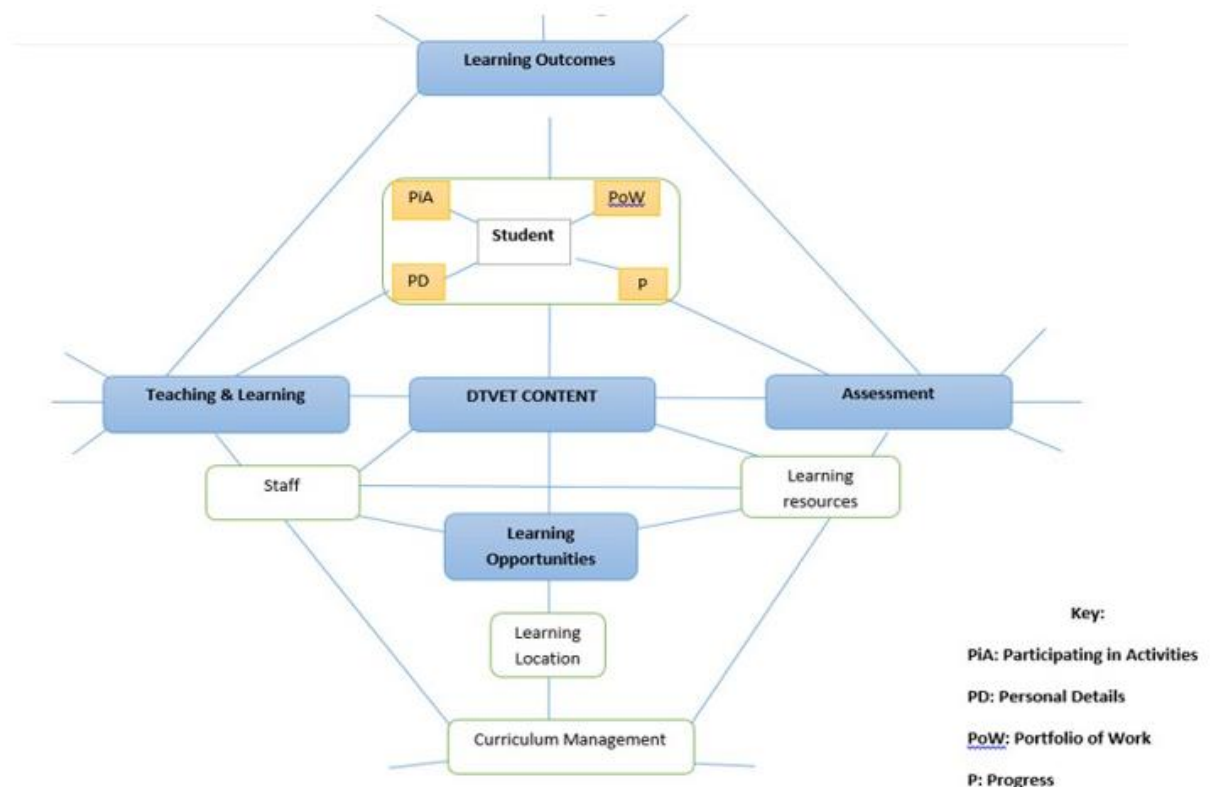 Learning Outcomes
PiA
PoW
Student
PD
P
Teaching & Learning
DTVET CONTENT
Assessment
Staff
Learning
resources
Learning
Opportunities
Learning
Location
Curriculum Management
Key:
PiA: Participating in Activities
PD: Personal Details
PoW: Portfolio of Work
P: Progress